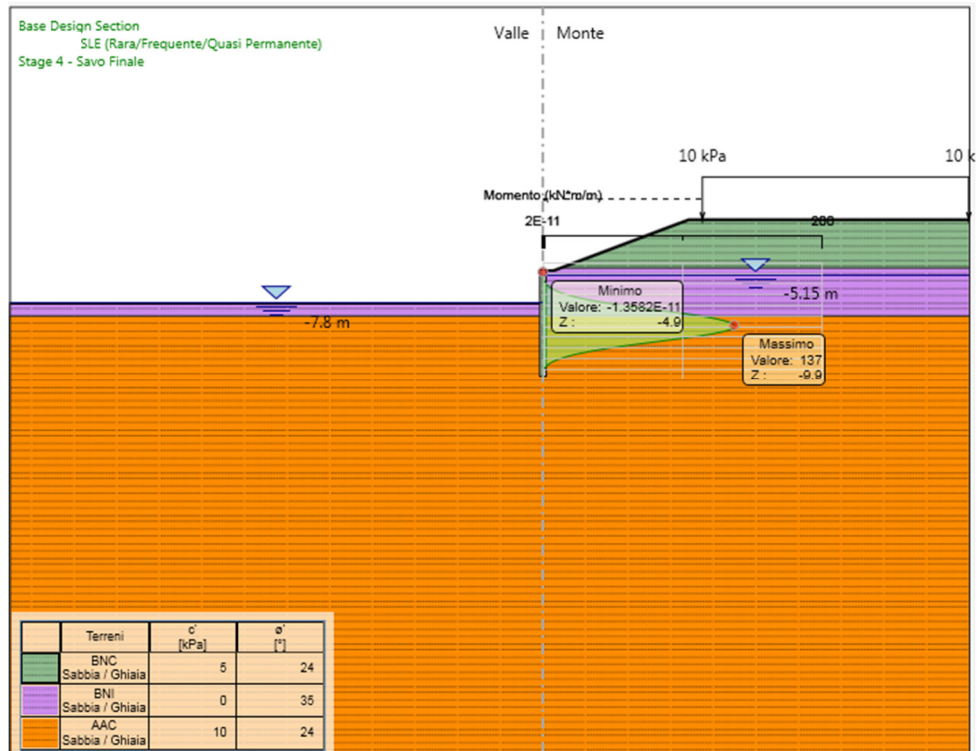 Base Design Section
SLE (Rara/Frequente/Quasi Permanente)
Stage 4 - Savo Finale
Valle
Monte
10 kPa
10 k
Momento (kN*m/m)
2E-11
200
Minimo
Valore: -1.3582E-11
Z : -4.9
-5.15 m
-7.8 m
Massimo
Valore: 137
Z : -9.9
Terreni c' [kPa] ø' [°]
BNC
Sabbia / Ghiaia 5 24
BNI
Sabbia / Ghiaia 0 35
AAC
Sabbia / Ghiaia 10 24